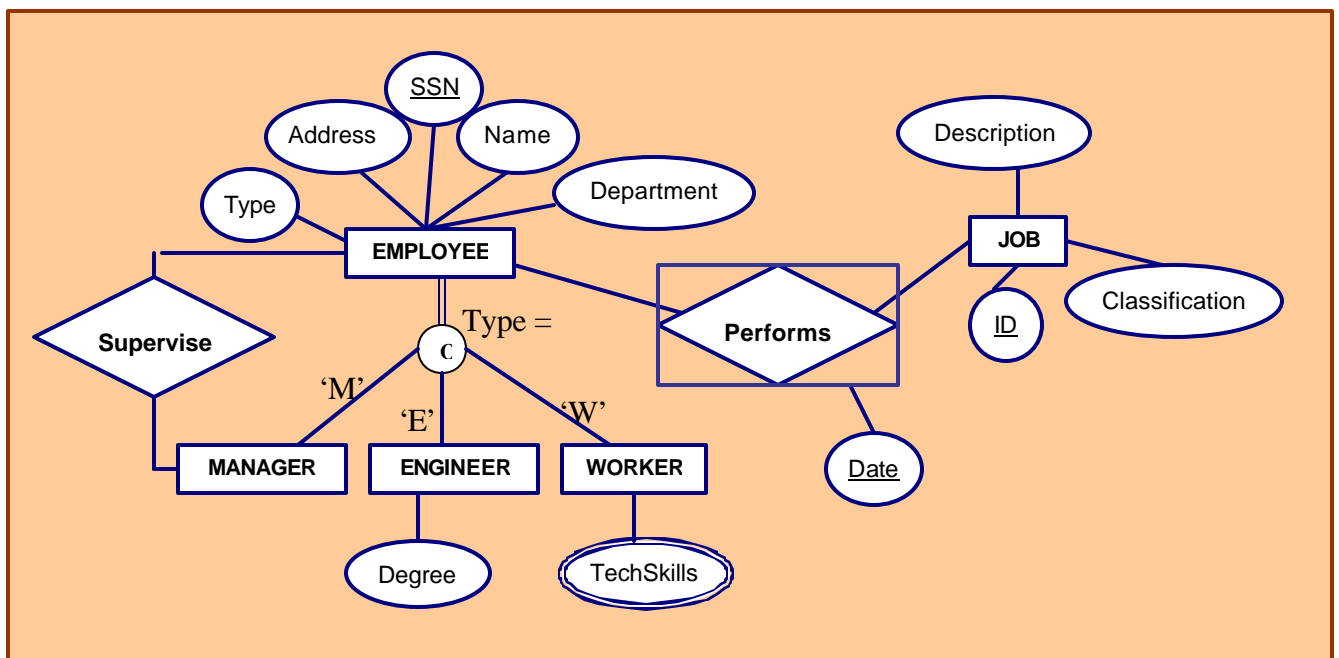 SSN
Address
Name
Description
Type
Department
EMPLOYEE
JOB
Classification
ID
Type =
C
Supervise
Performs
‘M’
‘E’
‘W’
MANAGER
ENGINEER
WORKER
Date
Degree
TechSkills